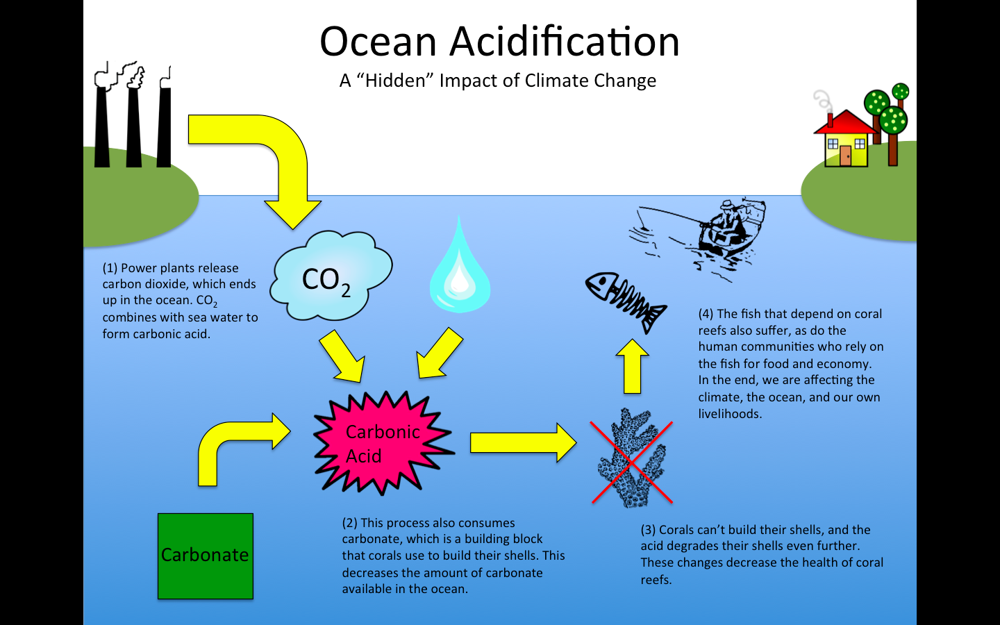 Ocean Acidification
A “Hidden” Impact of Climate Change
CO₂
(1) Power plants release
carbon dioxide, which ends
up in the ocean. CO₂
combines with sea water to
form carbonic acid.
Carbonic
Acid
Carbonate
(2) This process also consumes
carbonate, which is a building block
that corals use to build their shells. This
decreases the amount of carbonate
available in the ocean.
(3) Corals can’t build their shells, and the
acid degrades their shells even further.
These changes decrease the health of coral
reefs.
(4) The fish that depend on coral
reefs also suffer, as do the
human communities who rely on
the fish for food and economy.
In the end, we are affecting the
climate, the ocean, and our own
livelihoods.